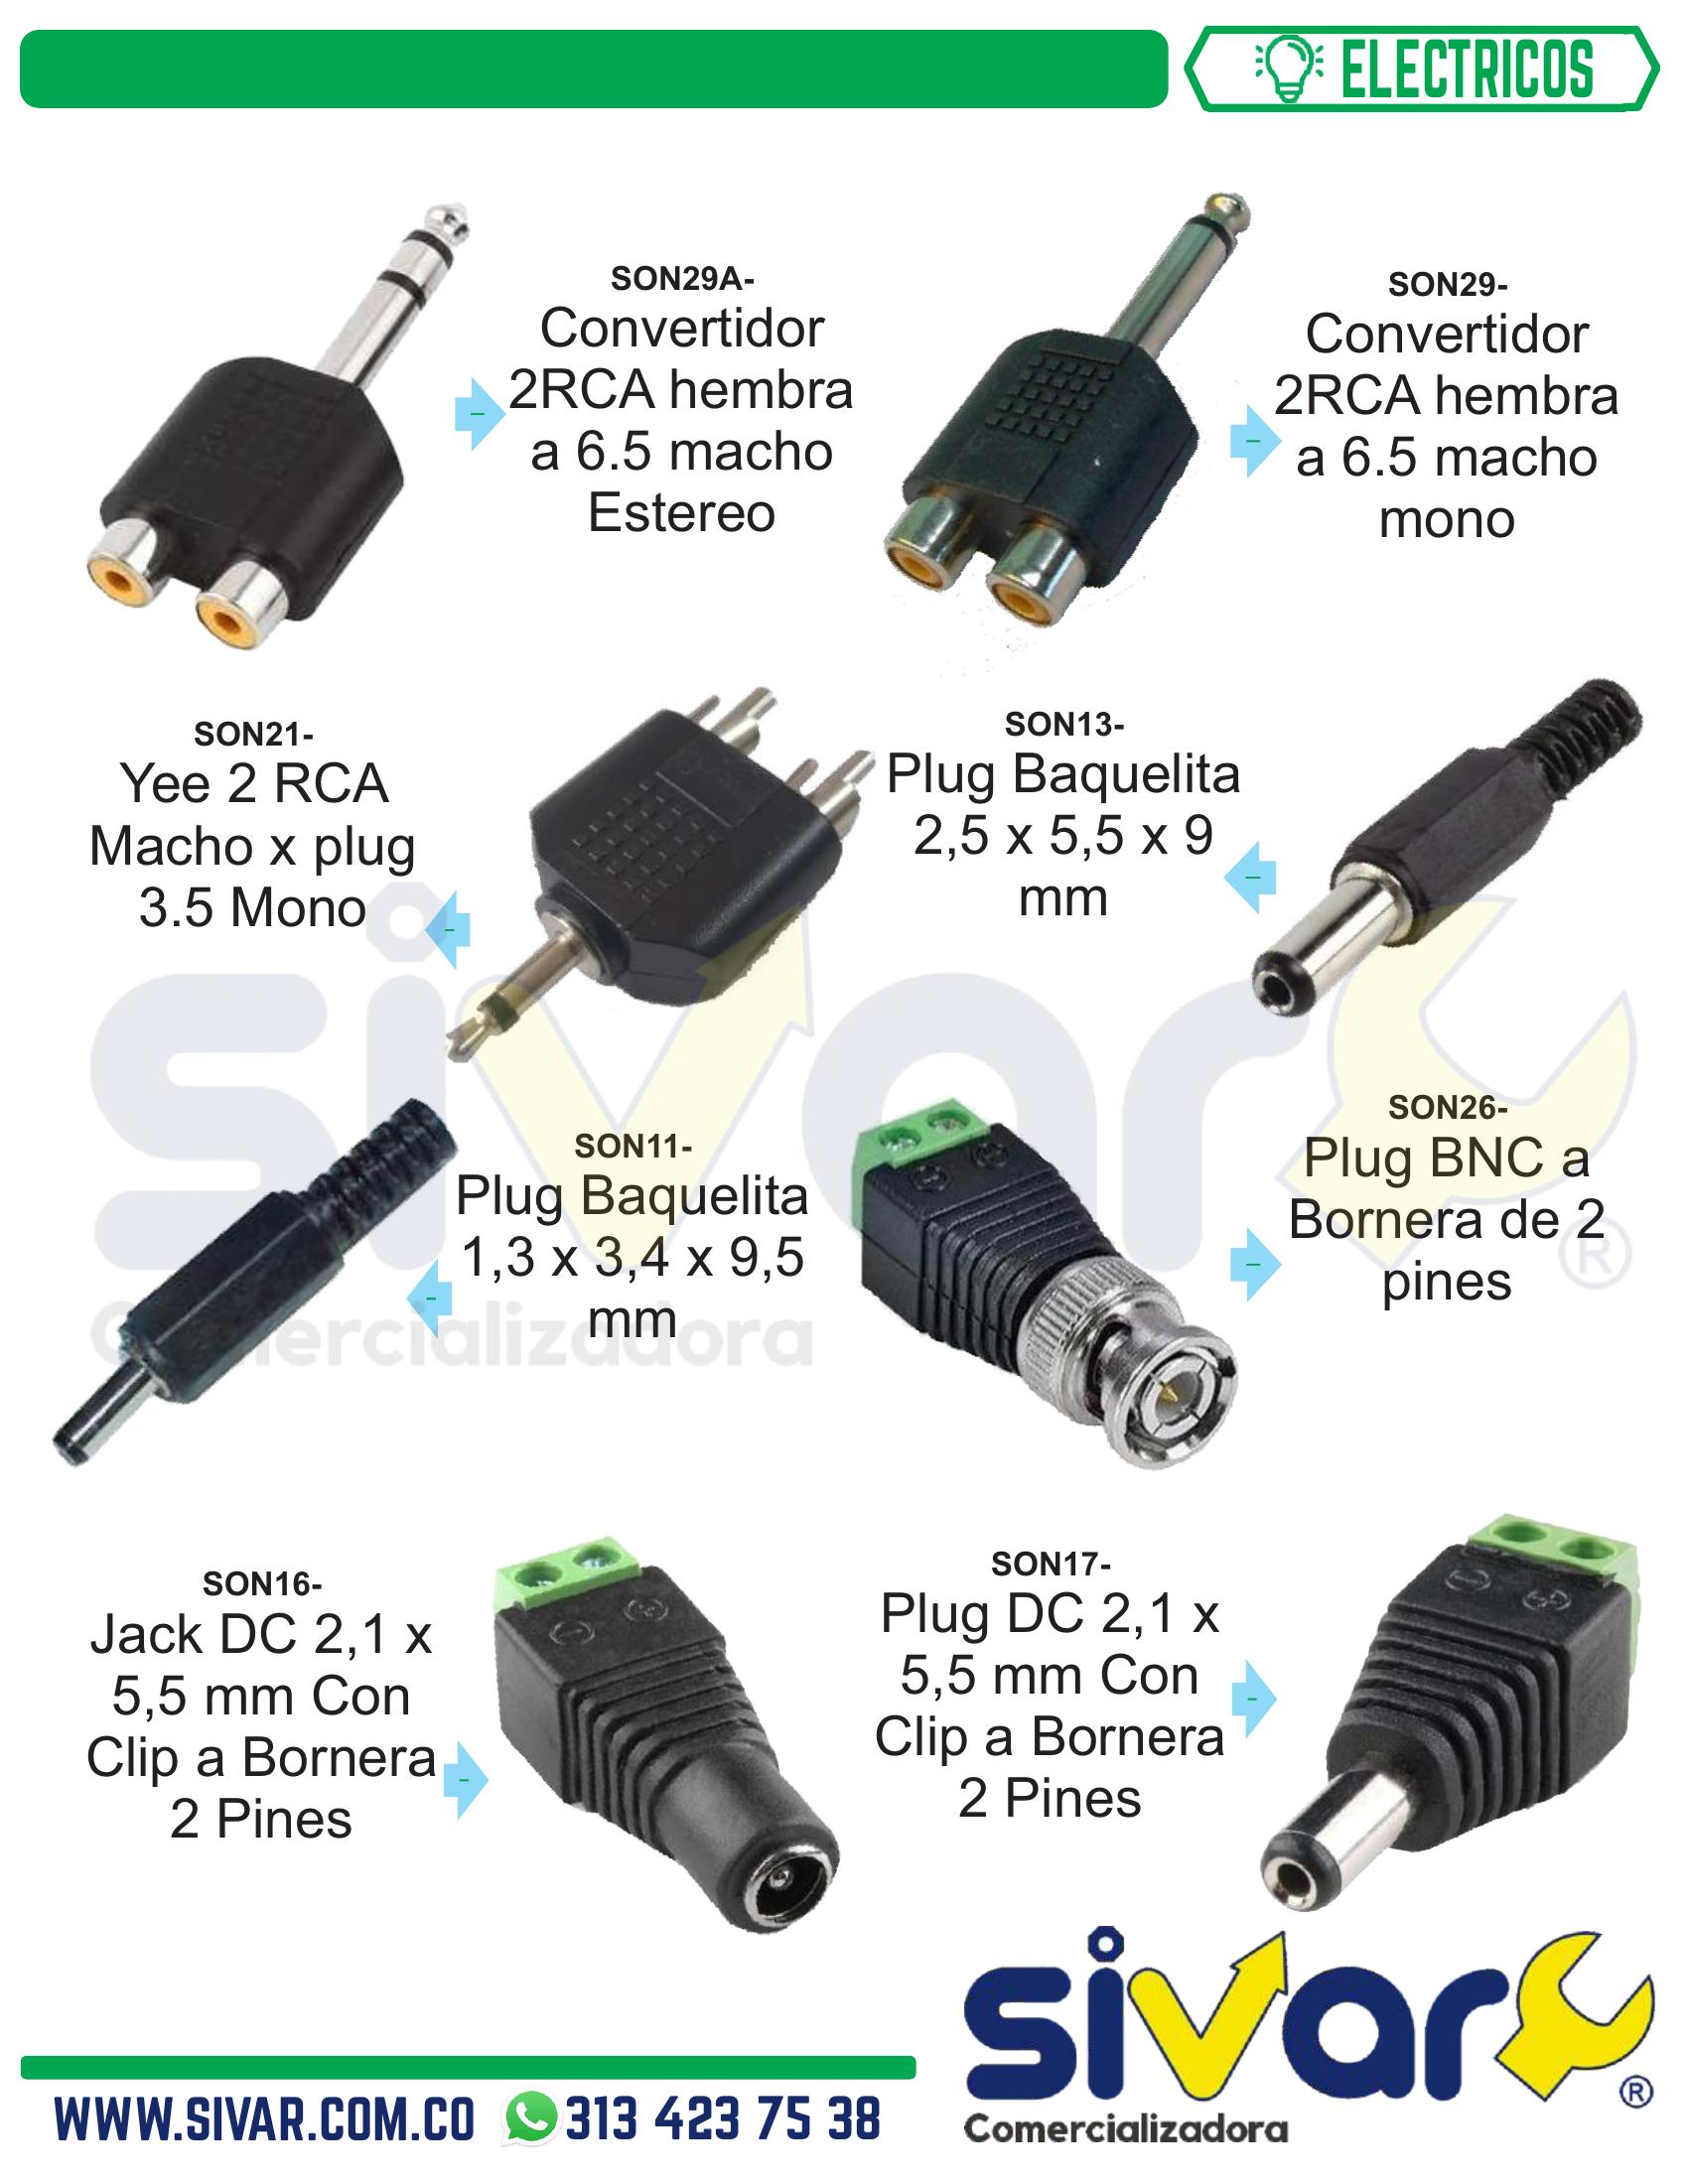 ELECTRICOS
SON29A-
Convertidor
2RCA hembra
a 6.5 macho
Estereo
SON29-
Convertidor
2RCA hembra
a 6.5 macho
mono
SON21-
Yee 2 RCA
Macho x plug
3.5 Mono
SON13-
Plug Baquelita
2,5 x 5,5 x 9
mm
SON11-
Plug Baquelita
1,3 x 3,4 x 9,5
mm
SON26-
Plug BNC a
Bornera de 2
pines
sivar
®
Comercializadora
SON16-
Jack DC 2,1 x
5,5 mm Con
Clip a Bornera
2 Pines
SON17-
Plug DC 2,1 x
5,5 mm Con
Clip a Bornera
2 Pines
WWW.SIVAR.COM.CO 313 423 75 38
sivar
®
Comercializadora